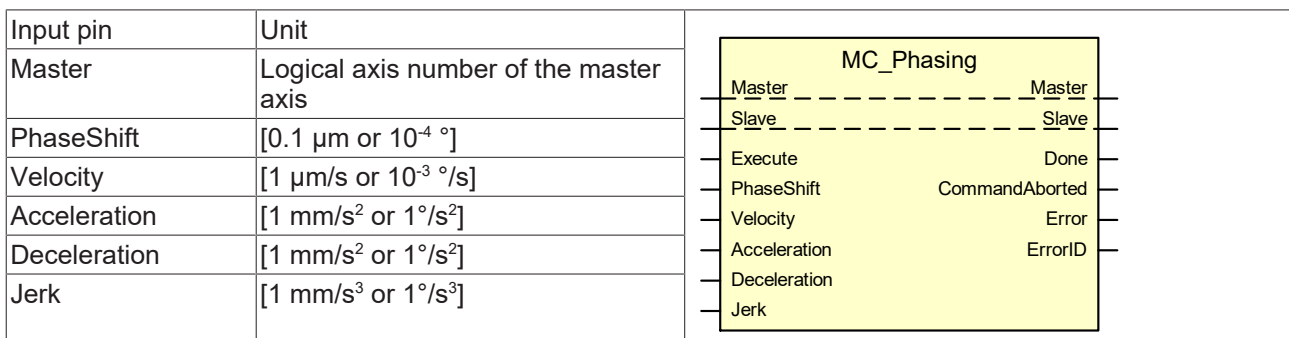 Input pin Unit
Master Logical axis number of the master
axis
PhaseShift [0.1 µm or 10⁻⁴ °]
Velocity [1 µm/s or 10⁻³ °/s]
Acceleration [1 mm/s² or 1°/s²]
Deceleration [1 mm/s² or 1°/s²]
Jerk [1 mm/s³ or 1°/s³]
MC_Phasing
Master Master
Slave Slave
Execute Done
PhaseShift CommandAborted
Velocity Error
Acceleration ErrorID
Deceleration
Jerk